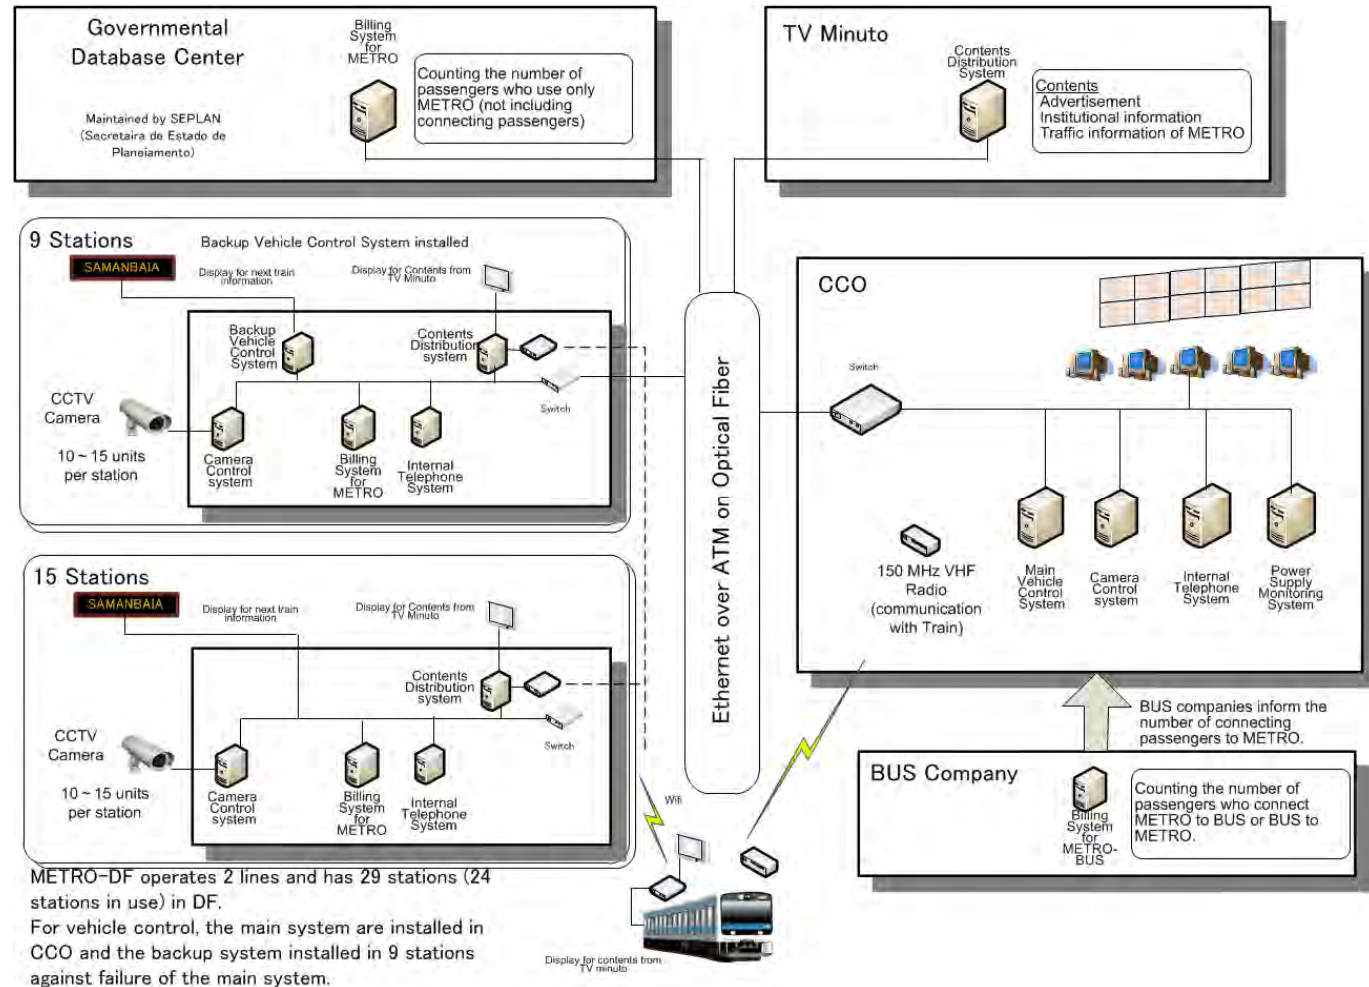 Governmental
Database Center
Maintained by SEPLAN
(Secretaira de Estado de
Planeiamento)
Billing
System
for
METRO
Counting the number of
passengers who use only
METRO (not including
connecting passengers)
TV Minuto
Contents
Distribution
System
Contents
Advertisement
Institutional information
Traffic information of METRO
9 Stations
Backup Vehicle Control System installed
SAMANBAIA
Display for next train
information
Display for Contents from
TV Minuto
Backup
Vehicle
Control
System
Contents
Distribution
system
Switch
CCTV
Camera
10 ~ 15 units
per station
Camera
Control
system
Billing
System
for
METRO
Internal
Telephone
System
15 Stations
SAMANBAIA
Display for next train
information
Display for Contents from
TV Minuto
Contents
Distribution
system
Switch
CCTV
Camera
10 ~ 15 units
per station
Camera
Control
system
Billing
System
for
METRO
Internal
Telephone
System
Ethernet over ATM on Optical Fiber
CCO
Switch
150 MHz VHF
Radio
(communication
with Train)
Main
Vehicle
Control
System
Camera
Control
system
Internal
Telephone
System
Power
Supply
Monitoring
System
BUS companies inform the
number of connecting
passengers to METRO.
BUS Company
Billing
System
for
METRO-
BUS
Counting the number of
passengers who connect
METRO to BUS or BUS to
METRO.
Wifi
Display for contents from
TV minuto
METRO-DF operates 2 lines and has 29 stations (24
stations in use) in DF.
For vehicle control, the main system are installed in
CCO and the backup system installed in 9 stations
against failure of the main system.